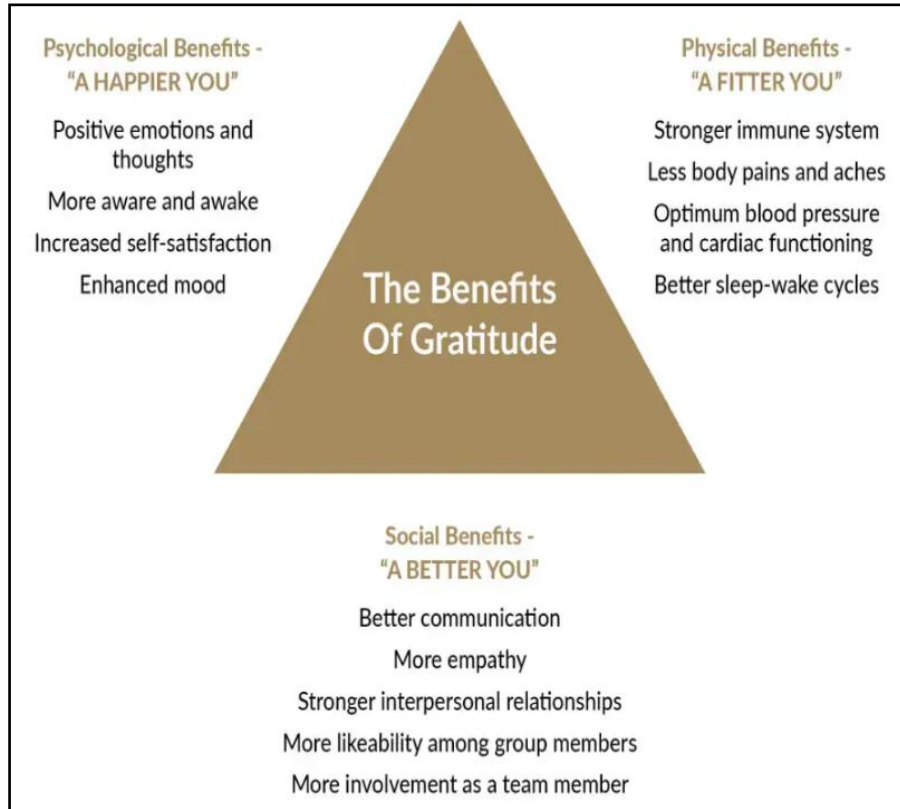 Psychological Benefits -
“A HAPPIER YOU”
Positive emotions and
thoughts
More aware and awake
Increased self-satisfaction
Enhanced mood
Physical Benefits -
“A FITTER YOU”
Stronger immune system
Less body pains and aches
Optimum blood pressure
and cardiac functioning
Better sleep-wake cycles
The Benefits
Of Gratitude
Social Benefits -
“A BETTER YOU”
Better communication
More empathy
Stronger interpersonal relationships
More likeability among group members
More involvement as a team member